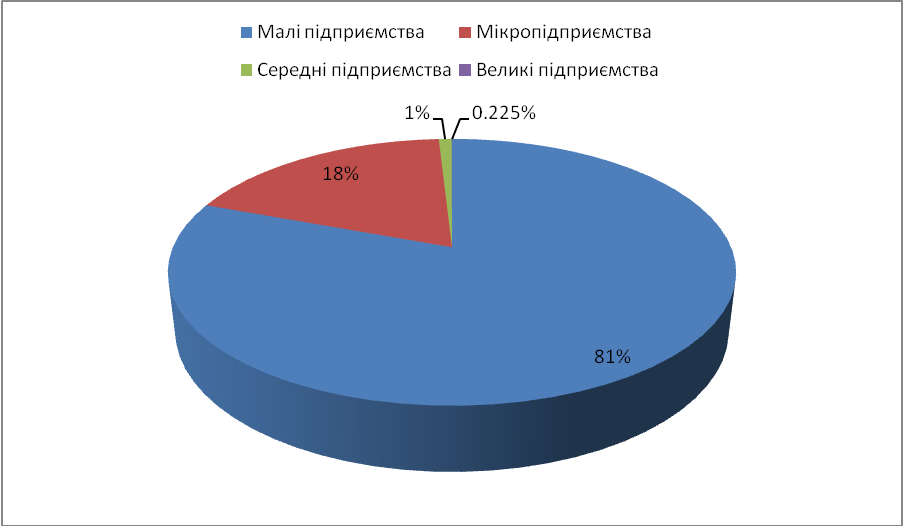 Малі підприємства Мікропідприємства
Середні підприємства Великі підприємства
1% 0.225%
18%
81%